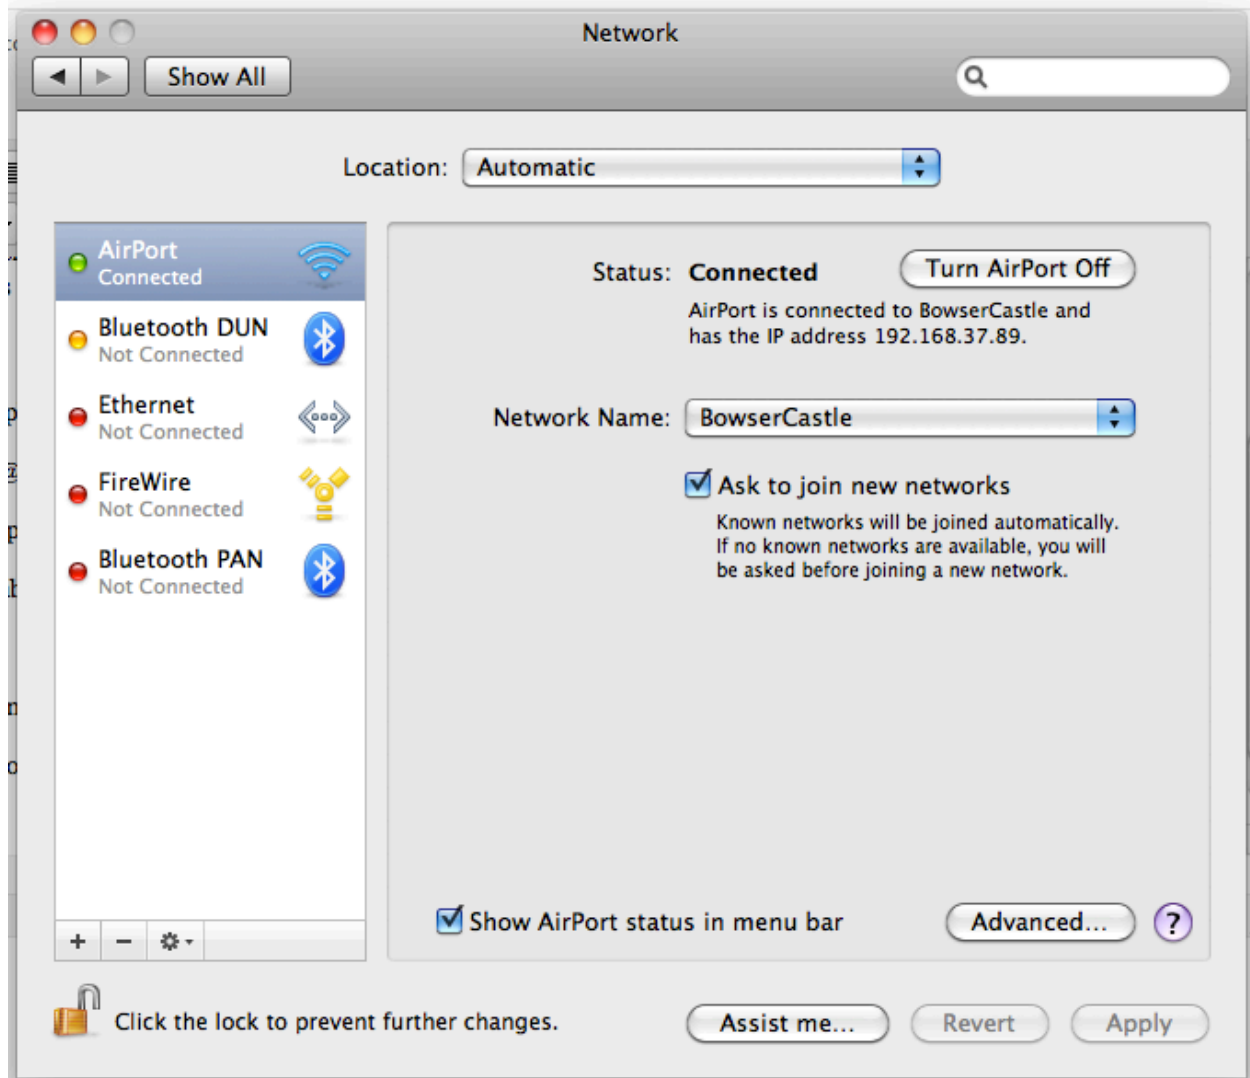 Network
Show All
Location: Automatic
AirPort
Connected
Bluetooth DUN
Not Connected
Ethernet
Not Connected
FireWire
Not Connected
Bluetooth PAN
Not Connected
Status: Connected
Turn AirPort Off
AirPort is connected to BowserCastle and
has the IP address 192.168.37.89.
Network Name: BowserCastle
Ask to join new networks
Known networks will be joined automatically.
If no known networks are available, you will
be asked before joining a new network.
Show AirPort status in menu bar
Advanced... ?
Click the lock to prevent further changes.
Assist me... Revert Apply